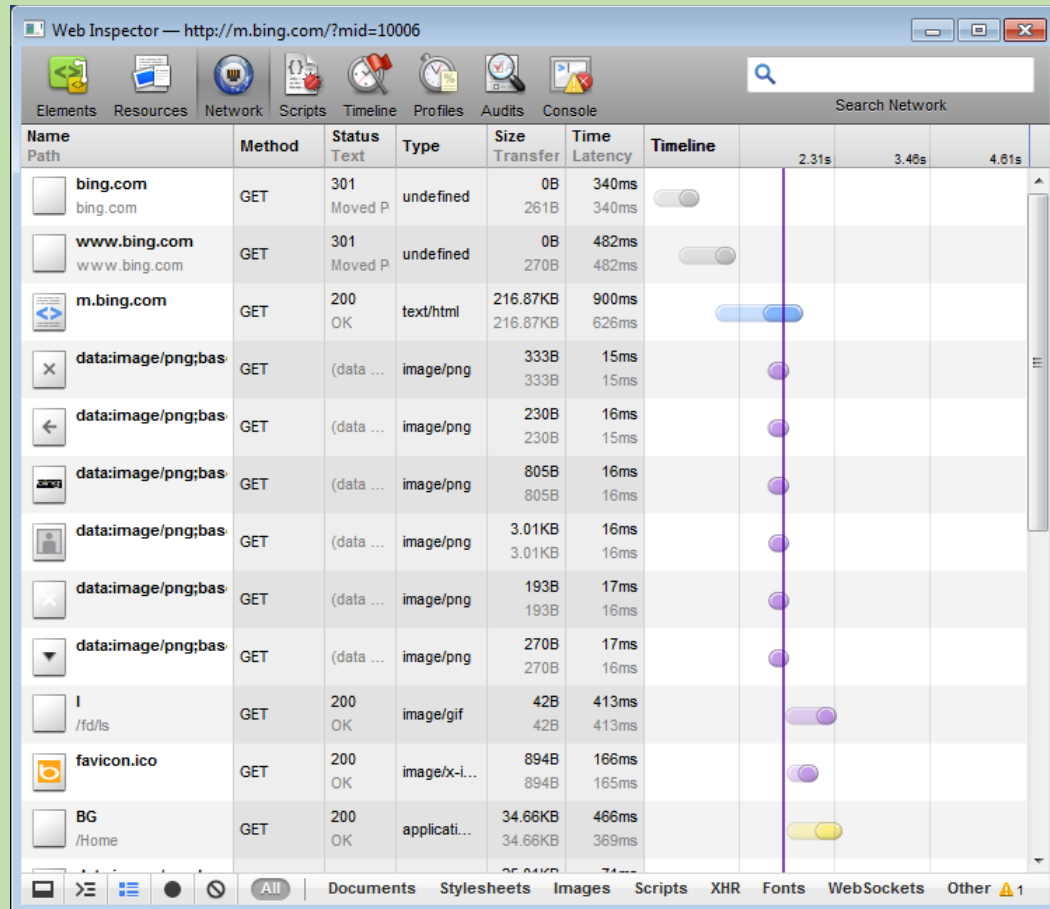 Web Inspector — http://m.bing.com/?mid=10006
Elements Resources Network Scripts Timeline Profiles Audits Console Search Network
Name Method Status Type Size Time Timeline
Path Text Transfer Latency 2.31s 3.46s 4.61s
bing.com GET 301 undefined 0B 340ms
bing.com Moved P 261B 340ms
www.bing.com GET 301 undefined 0B 482ms
www.bing.com Moved P 270B 482ms
m.bing.com GET 200 text/html 216.87KB 900ms
OK 216.87KB 626ms
data:image/png;bas GET (data ... image/png 333B 15ms
333B 15ms
data:image/png;bas GET (data ... image/png 230B 16ms
230B 15ms
data:image/png;bas GET (data ... image/png 805B 16ms
805B 16ms
data:image/png;bas GET (data ... image/png 3.01KB 16ms
3.01KB 16ms
data:image/png;bas GET (data ... image/png 193B 17ms
193B 16ms
data:image/png;bas GET (data ... image/png 270B 17ms
270B 16ms
l GET 200 image/gif 42B 413ms
/fd/ls OK 42B 413ms
favicon.ico GET 200 image/x-i... 894B 166ms
OK 894B 165ms
BG GET 200 applicati... 34.66KB 466ms
/Home OK 34.66KB 369ms
All Documents Stylesheets Images Scripts XHR Fonts WebSockets Other 1